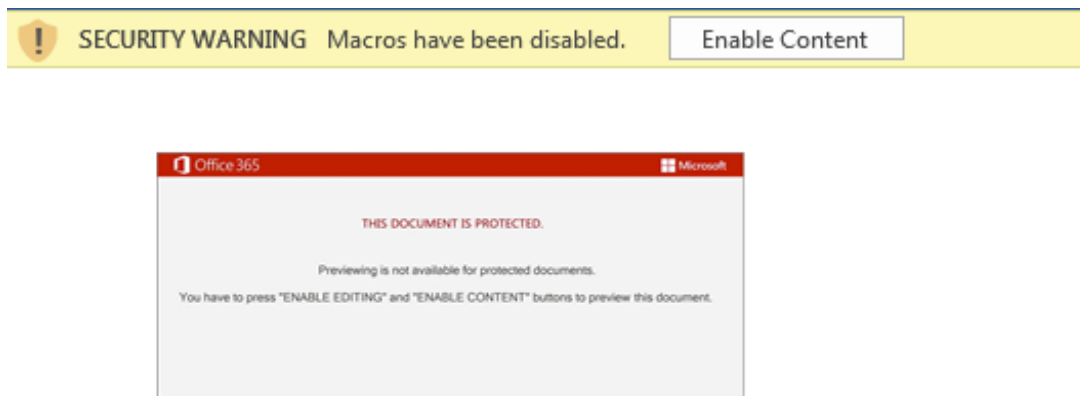 SECURITY WARNING Macros have been disabled. Enable Content
Office 365 Microsoft
THIS DOCUMENT IS PROTECTED.
Previewing is not available for protected documents.
You have to press "ENABLE EDITING" and "ENABLE CONTENT" buttons to preview this document.